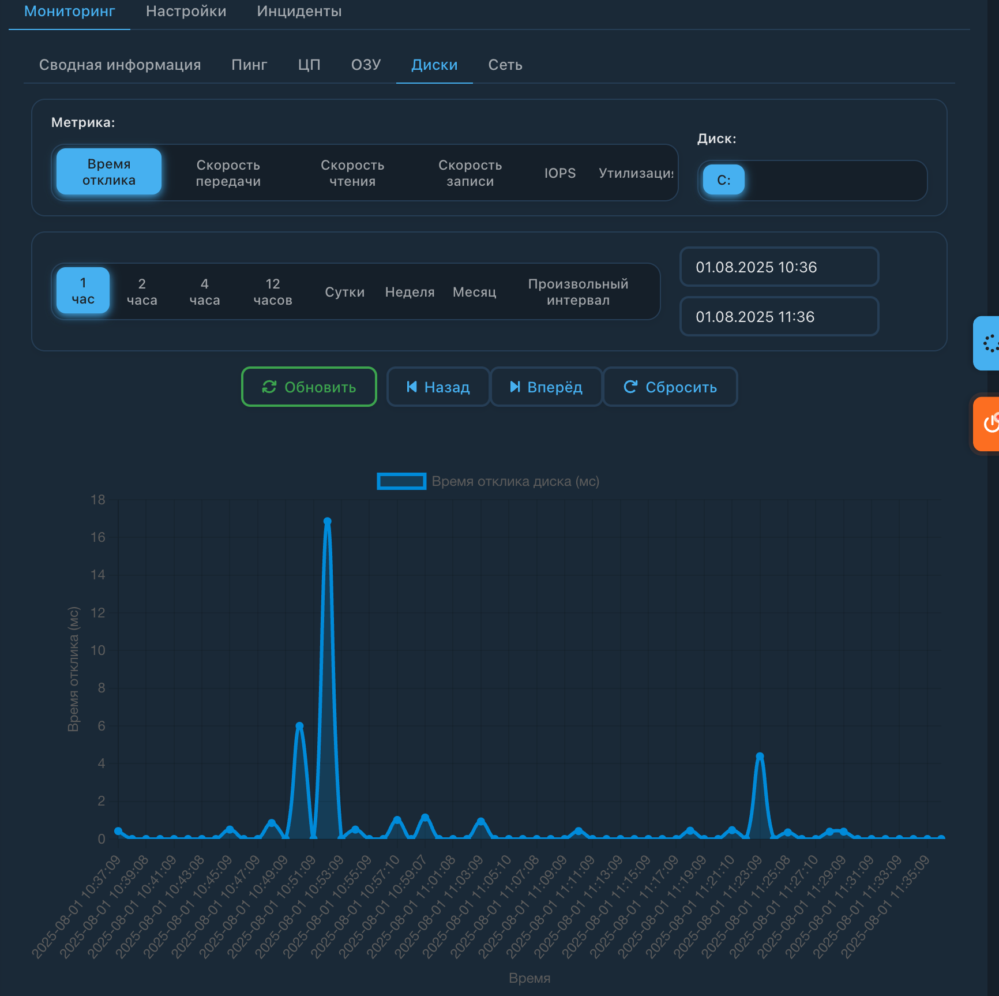 Мониторинг Настройки Инциденты
Сводная информация Пинг ЦП ОЗУ Диски Сеть
Метрика:
Диск:
Время отклика
Скорость передачи
Скорость чтения
Скорость записи
IOPS
Утилизация
C:
1 час
2 часа
4 часа
12 часов
Сутки
Неделя
Месяц
Произвольный интервал
01.08.2025 10:36
01.08.2025 11:36
Обновить Назад Вперёд Сбросить
Время отклика диска (мс)
18
16
14
12
10
8
6
4
2
0
Время отклика (мс)
2025-08-01 10:37:09
2025-08-01 10:39:08
2025-08-01 10:41:09
2025-08-01 10:43:08
2025-08-01 10:45:09
2025-08-01 10:47:09
2025-08-01 10:49:09
2025-08-01 10:51:09
2025-08-01 10:53:09
2025-08-01 10:55:09
2025-08-01 10:57:10
2025-08-01 10:59:07
2025-08-01 11:01:08
2025-08-01 11:03:09
2025-08-01 11:05:10
2025-08-01 11:07:08
2025-08-01 11:09:09
2025-08-01 11:11:09
2025-08-01 11:13:09
2025-08-01 11:15:09
2025-08-01 11:17:09
2025-08-01 11:19:09
2025-08-01 11:21:10
2025-08-01 11:23:09
2025-08-01 11:25:08
2025-08-01 11:27:10
2025-08-01 11:29:09
2025-08-01 11:31:09
2025-08-01 11:33:09
2025-08-01 11:35:09
Время